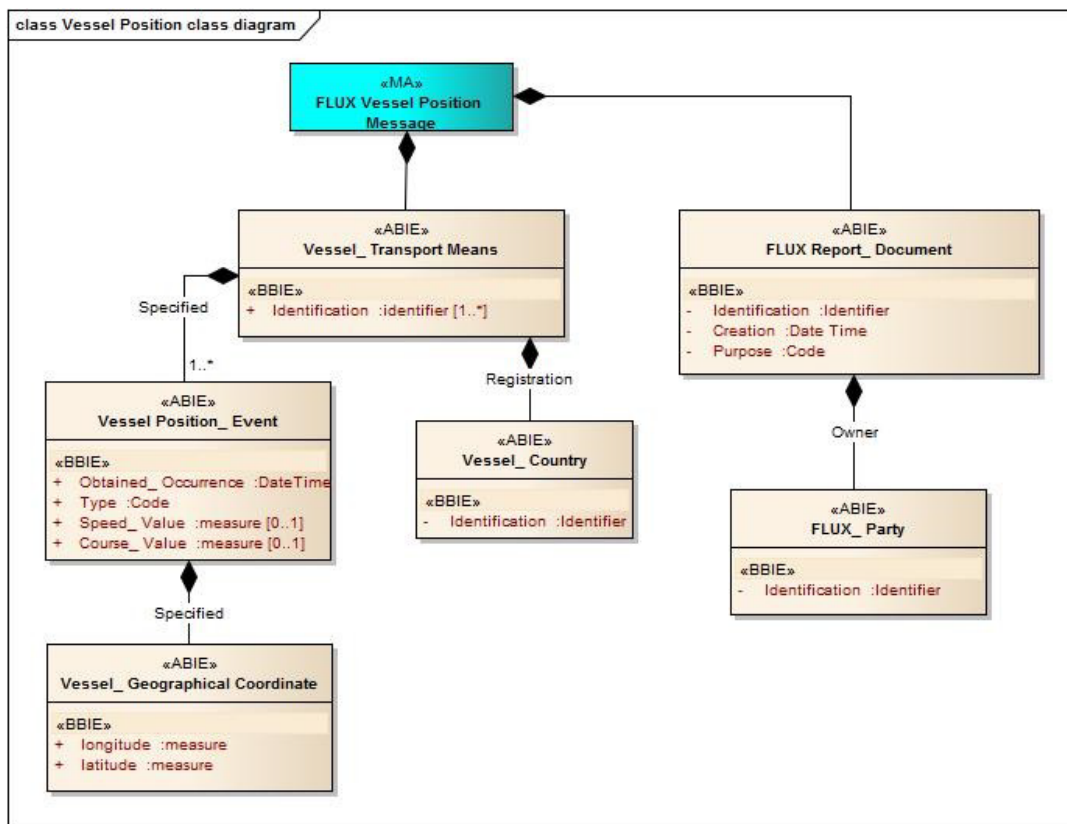 class Vessel Position class diagram
«MA»
FLUX Vessel Position
Message
«ABIE»
Vessel_ Transport Means
«BBIE»
+ Identification :identifier [1..*]
«ABIE»
FLUX Report_ Document
«BBIE»
- Identification :Identifier
- Creation :Date Time
- Purpose :Code
Specified
1..*
Registration
Owner
«ABIE»
Vessel Position_ Event
«BBIE»
+ Obtained_ Occurrence :DateTime
+ Type :Code
+ Speed_ Value :measure [0..1]
+ Course_ Value :measure [0..1]
«ABIE»
Vessel_ Country
«BBIE»
- Identification :Identifier
«ABIE»
FLUX_ Party
«BBIE»
- Identification :Identifier
Specified
«ABIE»
Vessel_ Geographical Coordinate
«BBIE»
+ longitude :measure
+ latitude :measure